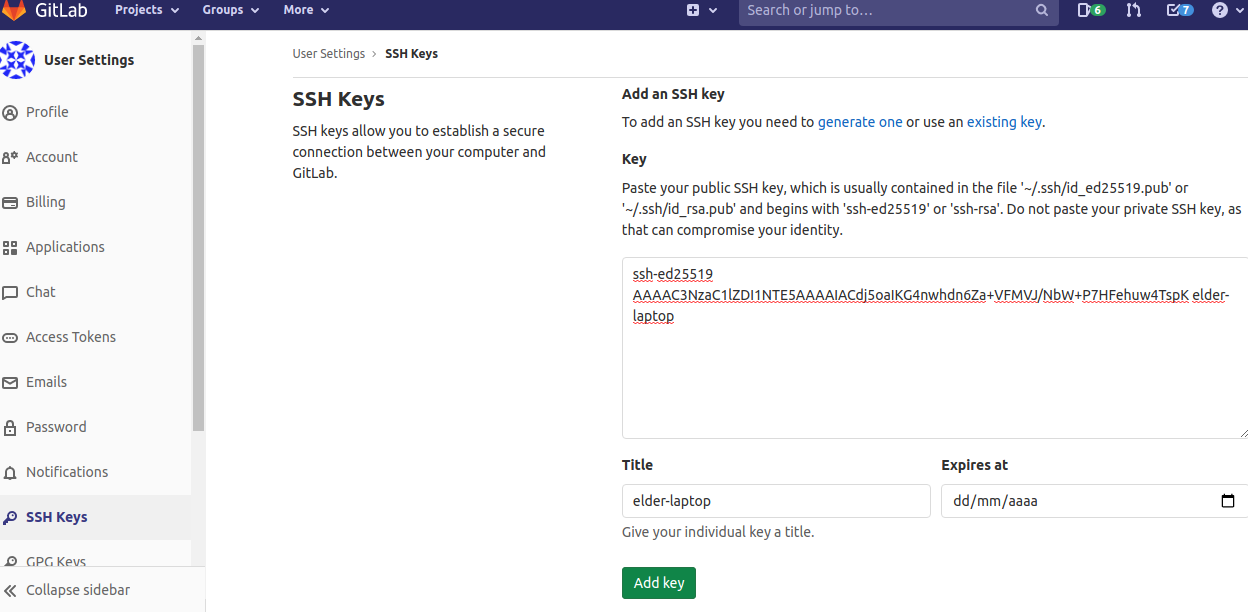 GitLab
Projects
Groups
More
Search or jump to...
6
7
User Settings
Profile
Account
Billing
Applications
Chat
Access Tokens
Emails
Password
Notifications
SSH Keys
GPG Keys
Collapse sidebar
User Settings › SSH Keys
SSH Keys
SSH keys allow you to establish a secure
connection between your computer and
GitLab.
Add an SSH key
To add an SSH key you need to generate one or use an existing key.
Key
Paste your public SSH key, which is usually contained in the file '~/.ssh/id_ed25519.pub' or
'~/.ssh/id_rsa.pub' and begins with 'ssh-ed25519' or 'ssh-rsa'. Do not paste your private SSH key, as
that can compromise your identity.
ssh-ed25519
AAAAC3NzaC1lZDI1NTE5AAAAIACdj5oaIKG4nwhdn6Za+VFMVJ/NbW+P7HFehuw4TspK elder-
laptop
Title
Expires at
elder-laptop
dd/mm/aaaa
Give your individual key a title.
Add key